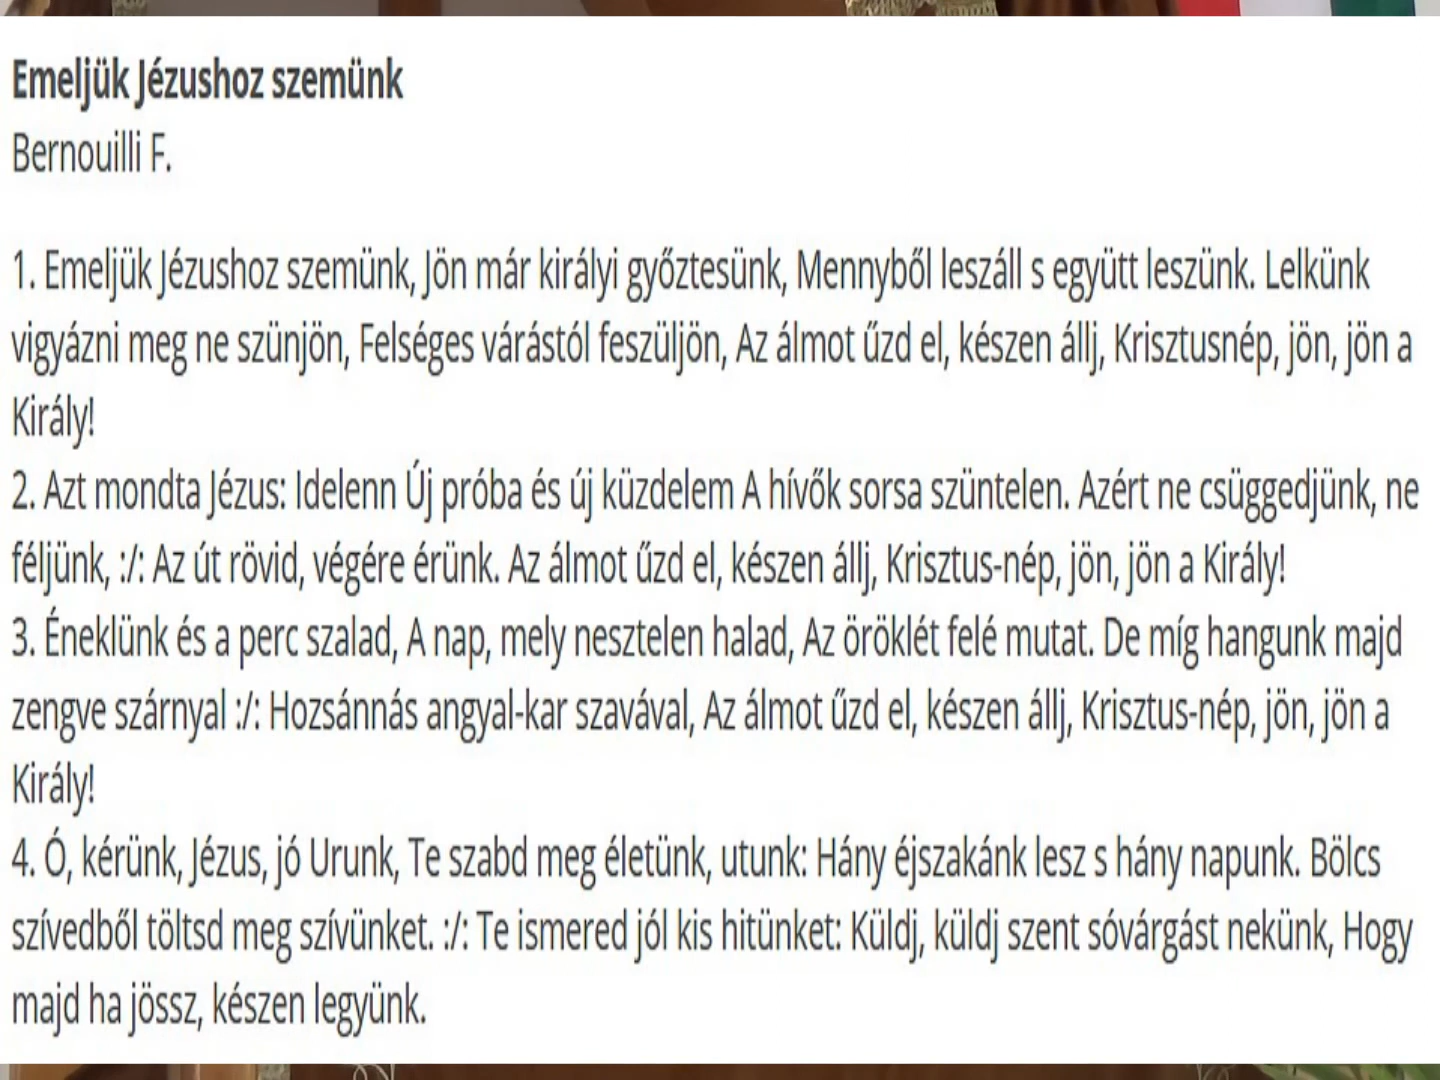 Emeljük Jézushoz szemünk
Bernouilli F.
1. Emeljük Jézushoz szemünk, Jön már királyi győztesünk, Mennyből leszáll s együtt leszünk. Lelkünk
vigyázni meg ne szünjön, Felséges várástól feszüljön, Az álmot űzd el, készen állj, Krisztusnép, jön, jön a
Király!
2. Azt mondta Jézus: Idelenn Új próba és új küzdelem A hívők sorsa szüntelen. Azért ne csüggedjünk, ne
féljünk, :/: Az út rövid, végére érünk. Az álmot űzd el, készen állj, Krisztus-nép, jön, jön a Király!
3. Éneklünk és a perc szalad, A nap, mely nesztelen halad, Az öröklét felé mutat. De míg hangunk majd
zengve szárnyal :/: Hozsánnás angyal-kar szavával, Az álmot űzd el, készen állj, Krisztus-nép, jön, jön a
Király!
4. Ó, kérünk, Jézus, jó Urunk, Te szabd meg életünk, utunk: Hány éjszakánk lesz s hány napunk. Bölcs
szívedből töltsd meg szívünket. :/: Te ismered jól kis hitünket: Küldj, küldj szent sóvárgást nekünk, Hogy
majd ha jössz, készen legyünk.